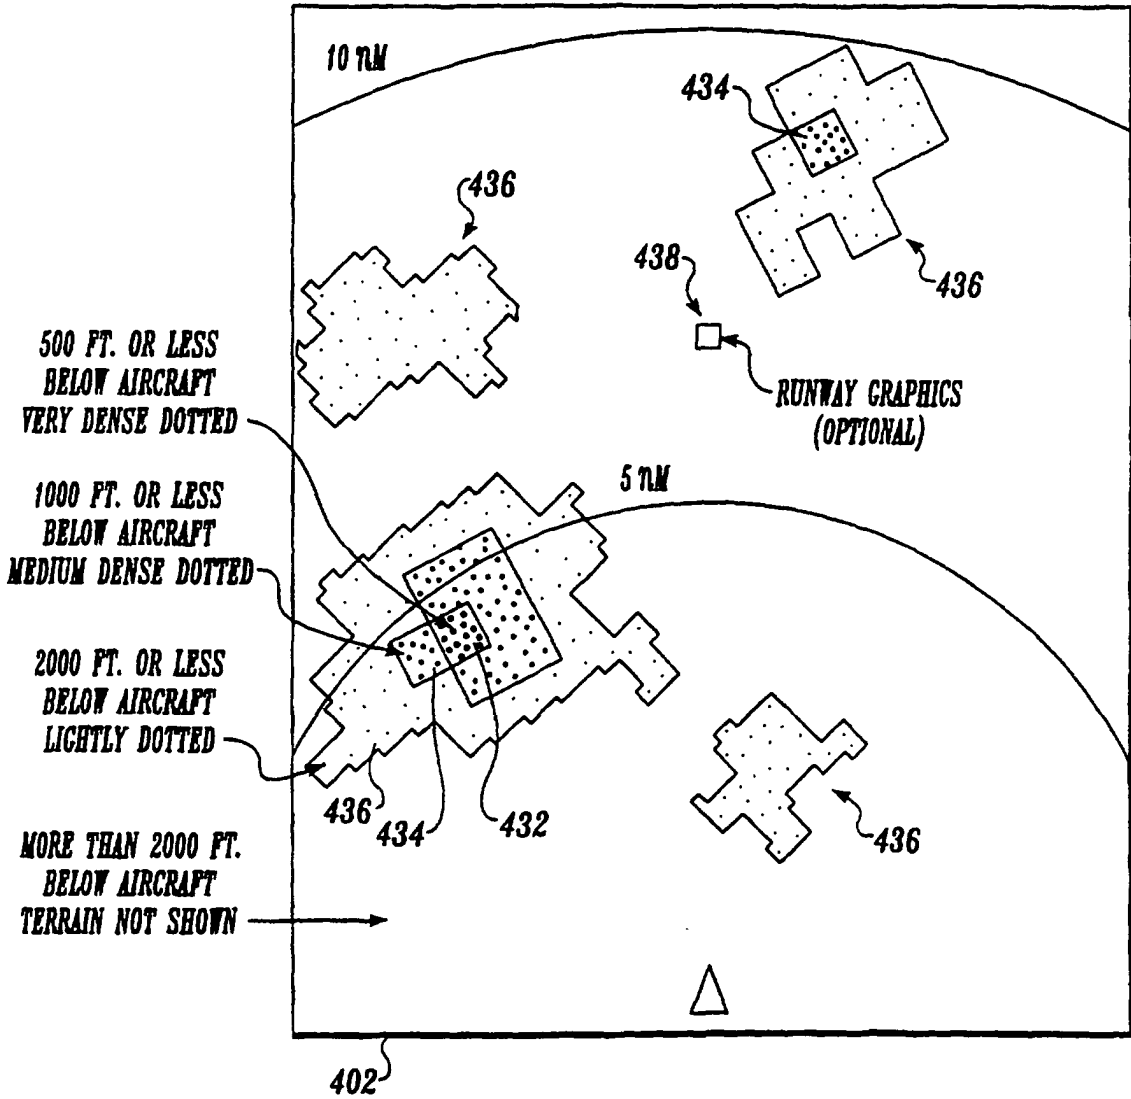 10 nM
434
436
438
436
500 FT. OR LESS
BELOW AIRCRAFT
VERY DENSE DOTTED
RUNWAY GRAPHICS
(OPTIONAL)
5 nM
1000 FT. OR LESS
BELOW AIRCRAFT
MEDIUM DENSE DOTTED
2000 FT. OR LESS
BELOW AIRCRAFT
LIGHTLY DOTTED
436
434
432
436
MORE THAN 2000 FT.
BELOW AIRCRAFT
TERRAIN NOT SHOWN
402